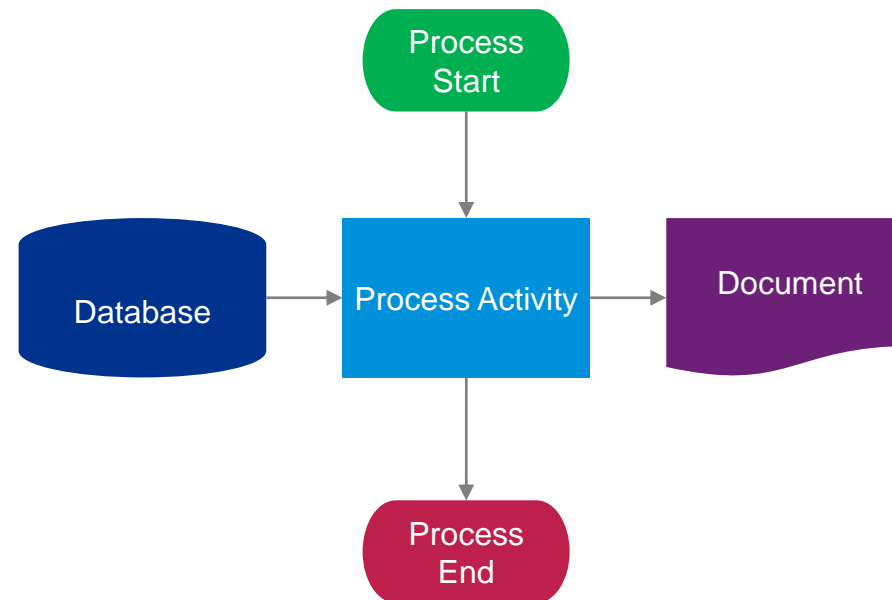 Process
Start
Database
Process Activity
Document
Process
End